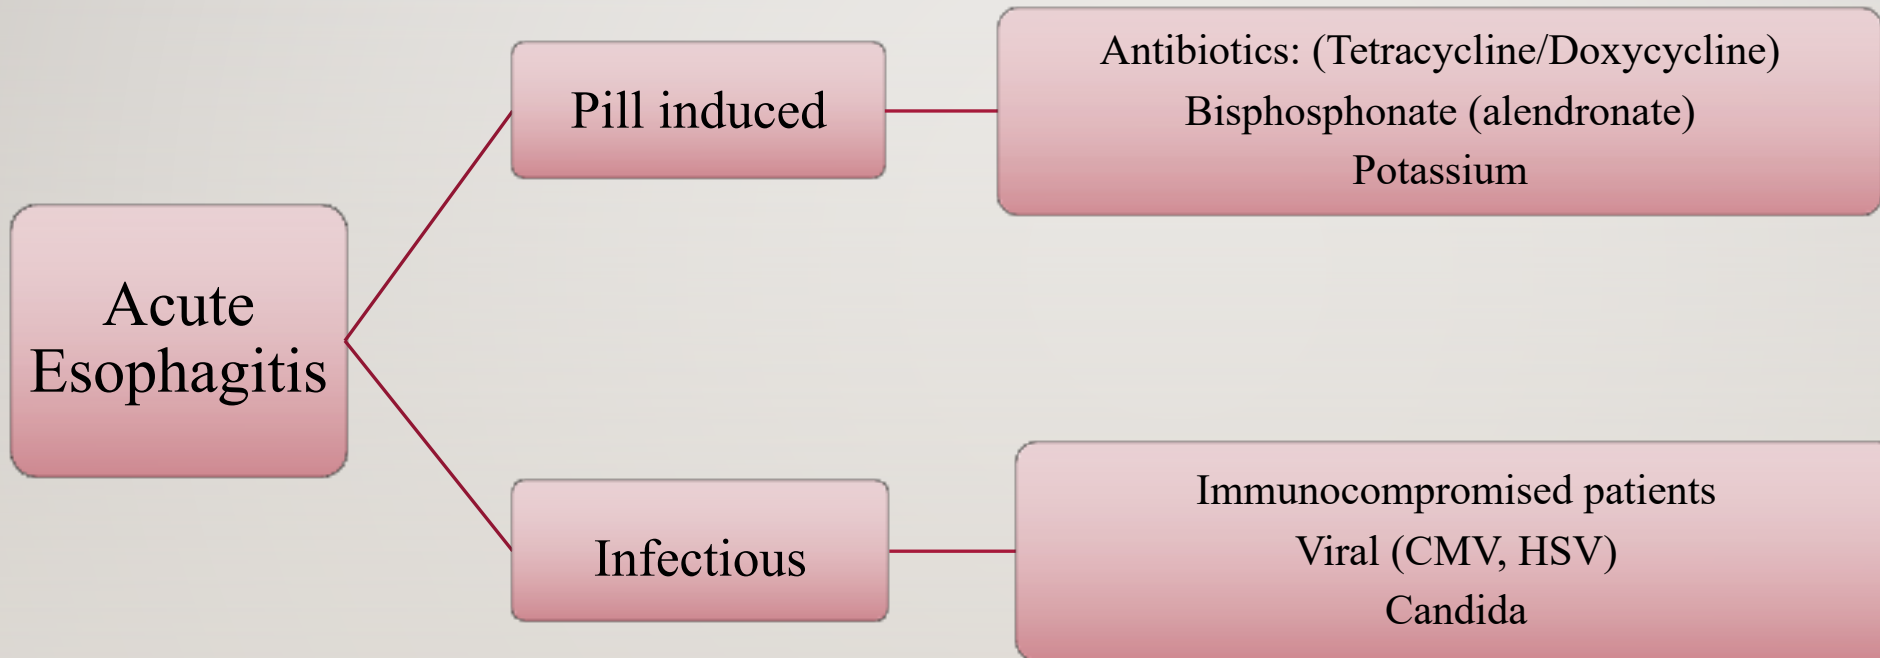 Acute
Esophagitis
Pill induced
Antibiotics: (Tetracycline/Doxycycline)
Bisphosphonate (alendronate)
Potassium
Infectious
Immunocompromised patients
Viral (CMV, HSV)
Candida